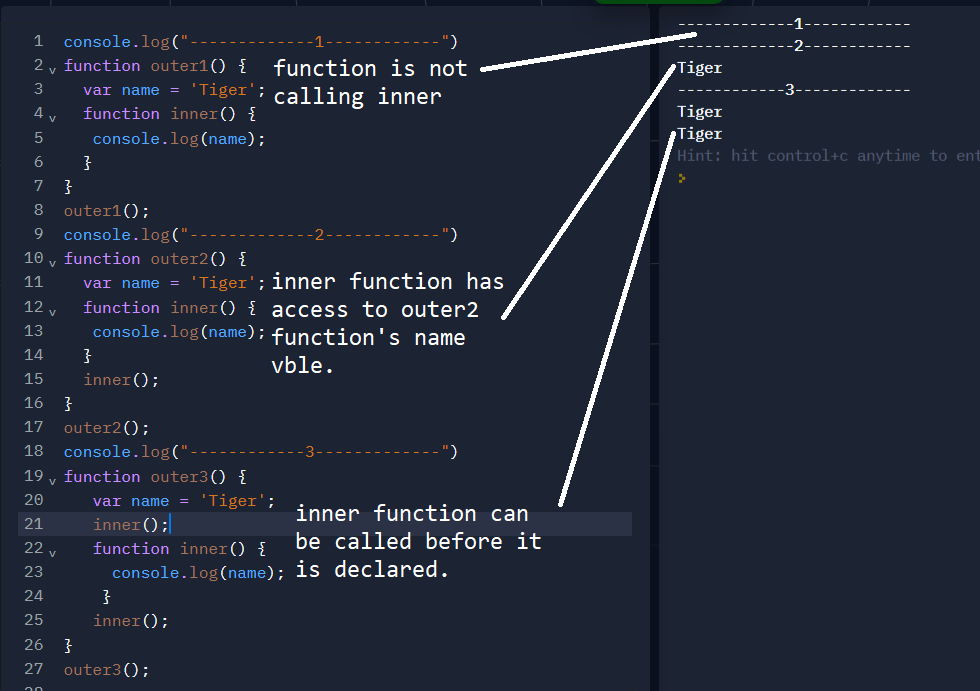 1 console.log("-------------1------------")
2 function outer1() {
3 var name = 'Tiger';
4 function inner() {
5 console.log(name);
6 }
7 }
8 outer1();
9 console.log("-------------2------------")
10 function outer2() {
11 var name = 'Tiger';
12 function inner() {
13 console.log(name);
14 }
15 inner();
16 }
17 outer2();
18 console.log("------------3-------------")
19 function outer3() {
20 var name = 'Tiger';
21 inner();
22 function inner() {
23 console.log(name);
24 }
25 inner();
26 }
27 outer3();
function is not
calling inner
inner function has
access to outer2
function's name
vble.
inner function can
be called before it
is declared.
-------------1------------
-------------2------------
Tiger
------------3-------------
Tiger
Tiger
Hint: hit control+c anytime to
>